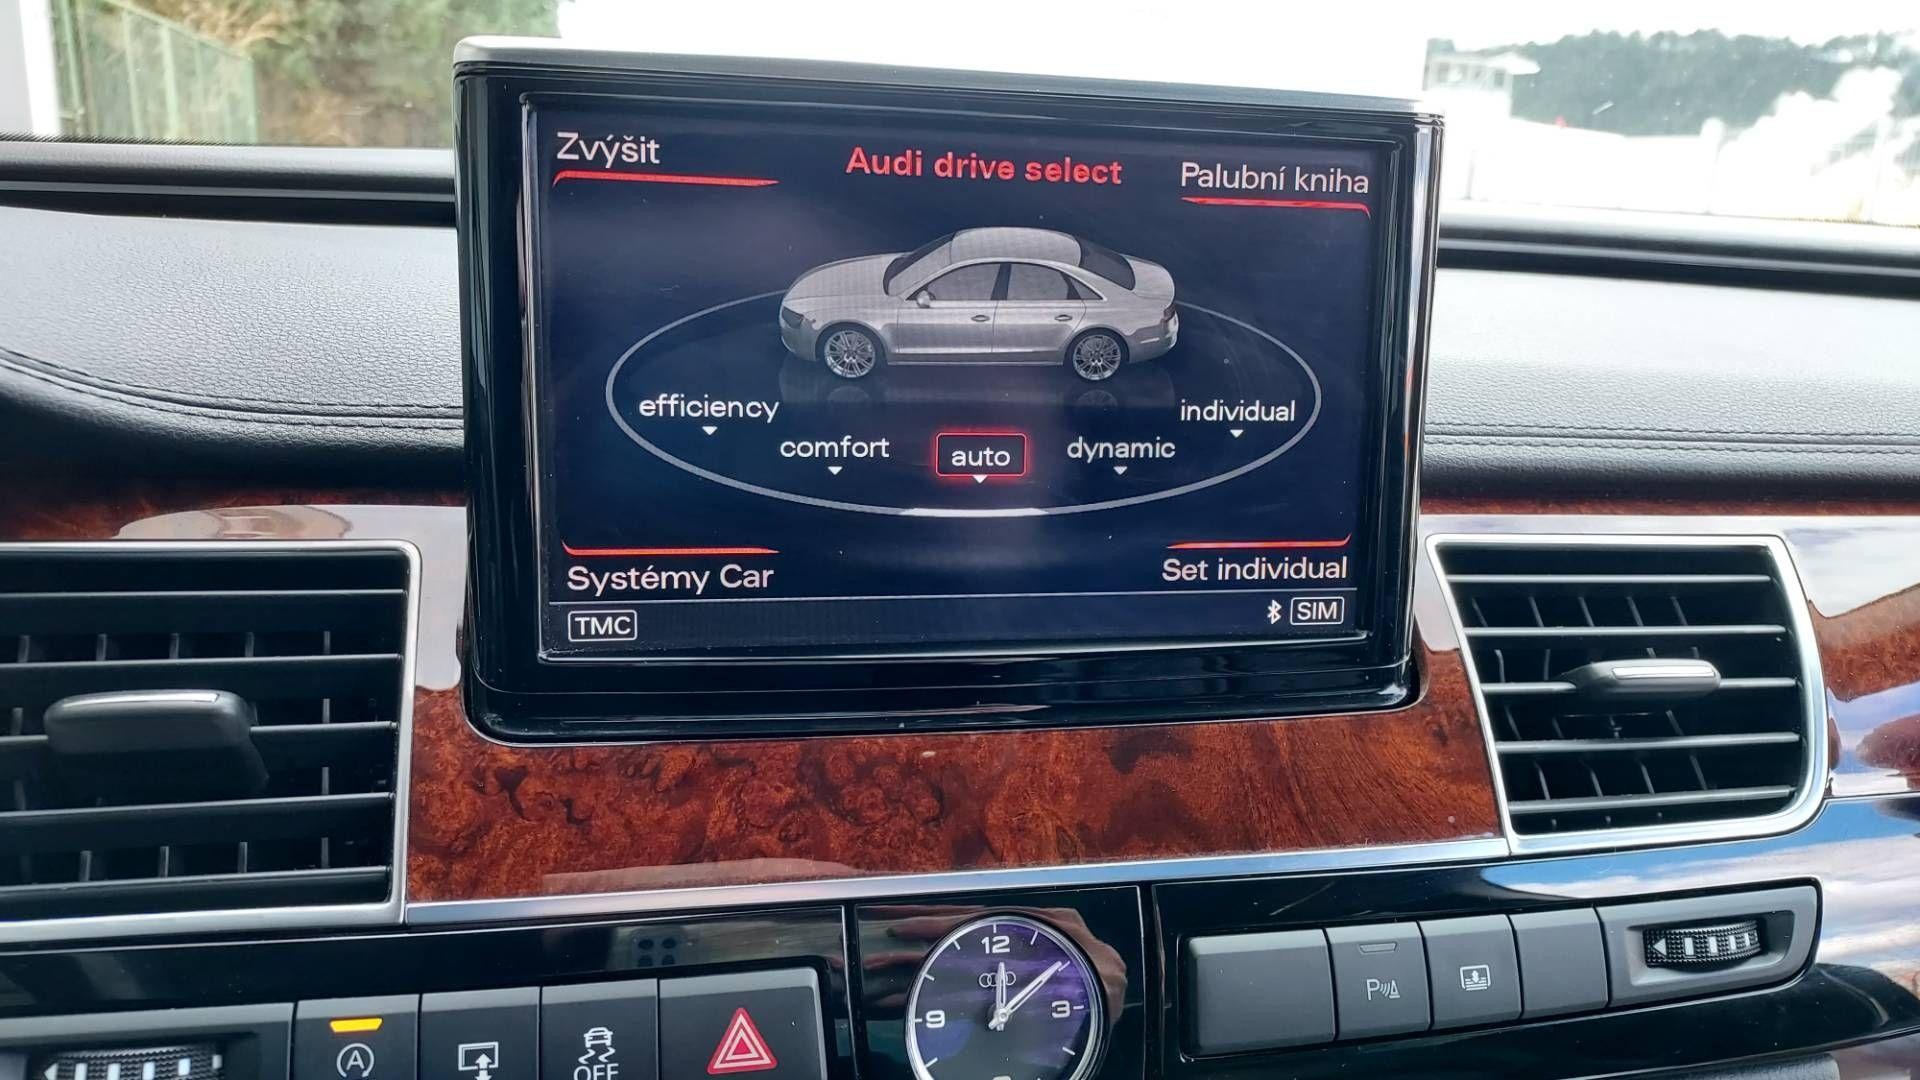 Zvýšit
Audi drive select
Palubní kniha
efficiency
comfort
auto
dynamic
individual
Systémy Car
Set individual
TMC
SIM
12
9
3
A
OFF
P